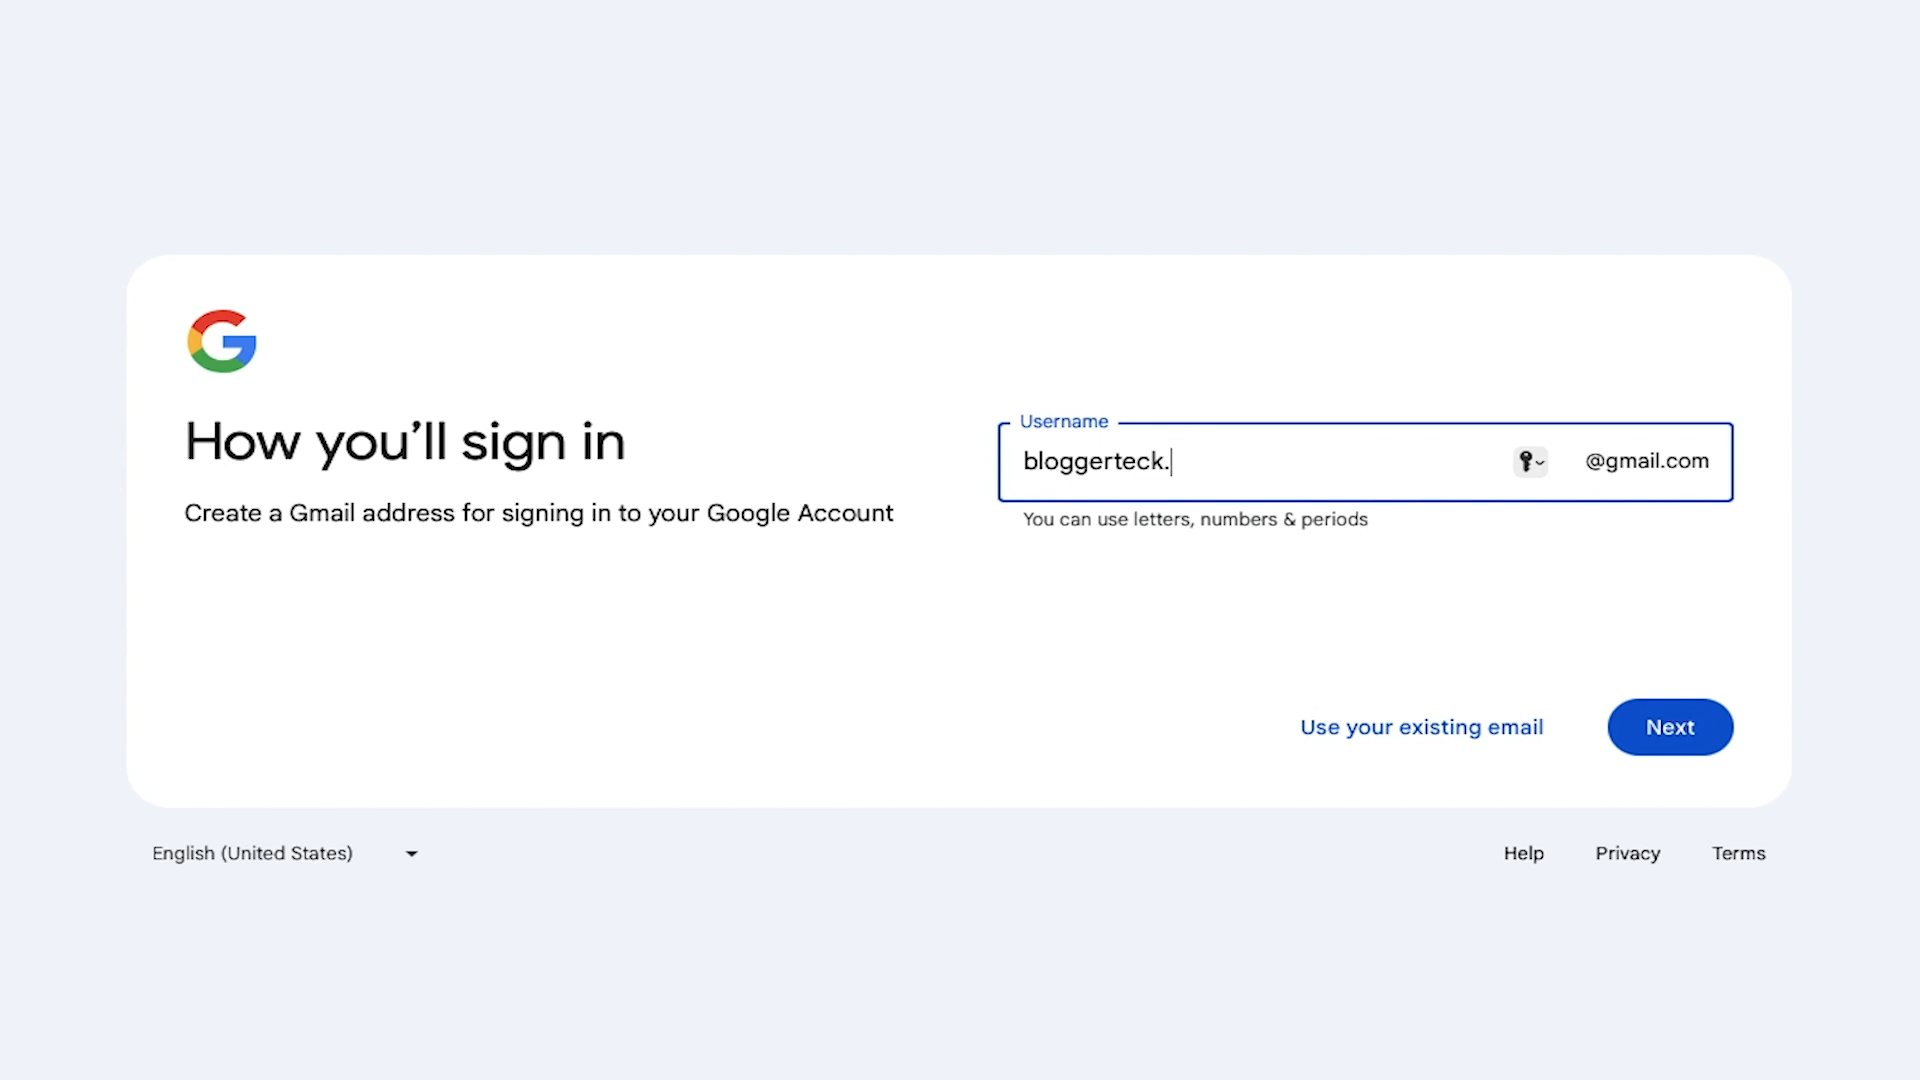 How you’ll sign in
Create a Gmail address for signing in to your Google Account
Username
bloggerteck.
@gmail.com
You can use letters, numbers & periods
Use your existing email
Next
English (United States)
Help
Privacy
Terms